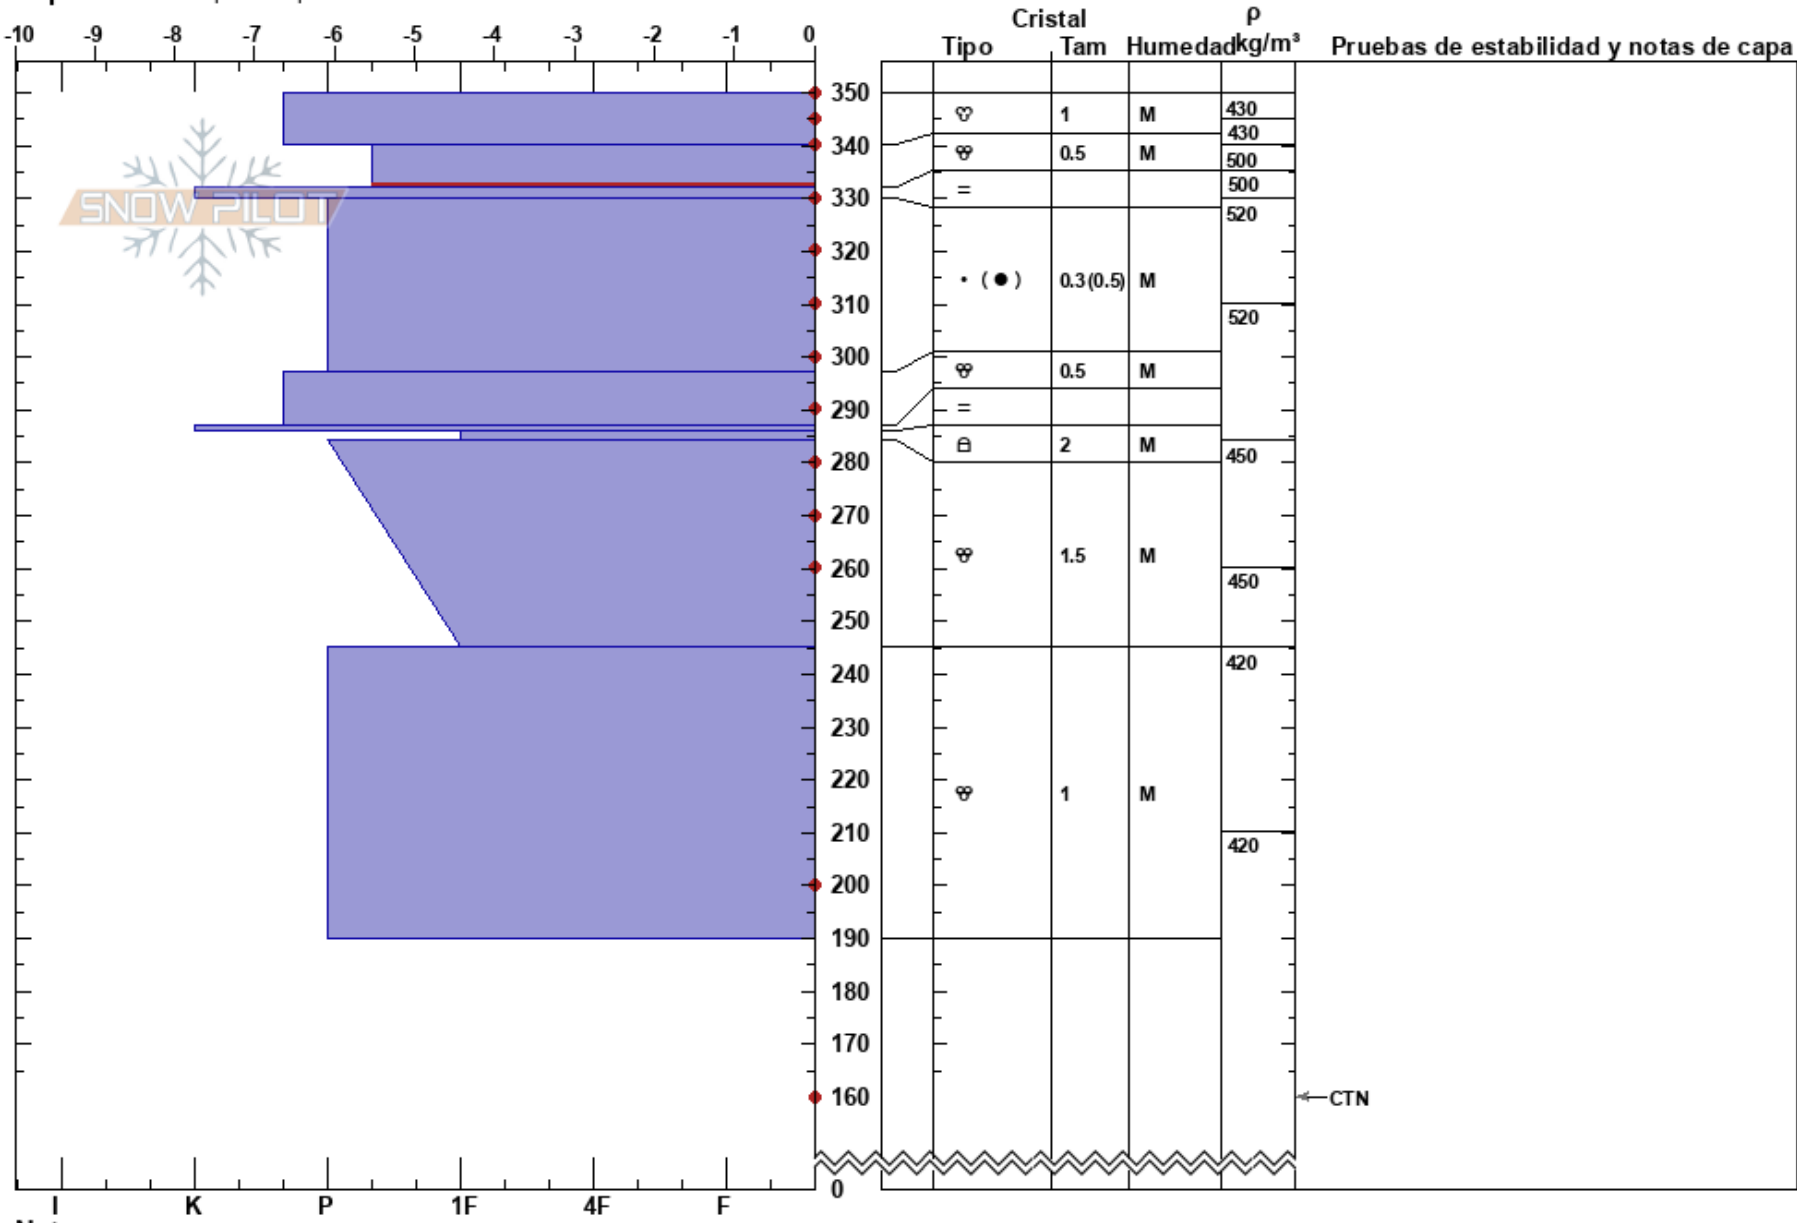 Cristal ρ
-10 -9 -8 -7 -6 -5 -4 -3 -2 -1 0 Tipo Tam Humedad kg/m³ Pruebas de estabilidad y notas de capa
350
1 M 430
430
340
0.5 M 500
= 500
330
SNOW PILOT
520
320
• (●) 0.3(0.5) M
310
520
300
0.5 M
290
=
2 M
280 450
270
1.5 M
260
450
250
420
240
230
220
1 M
210
420
200
190
180
170
160 CTN
0
I K P 1F 4F F